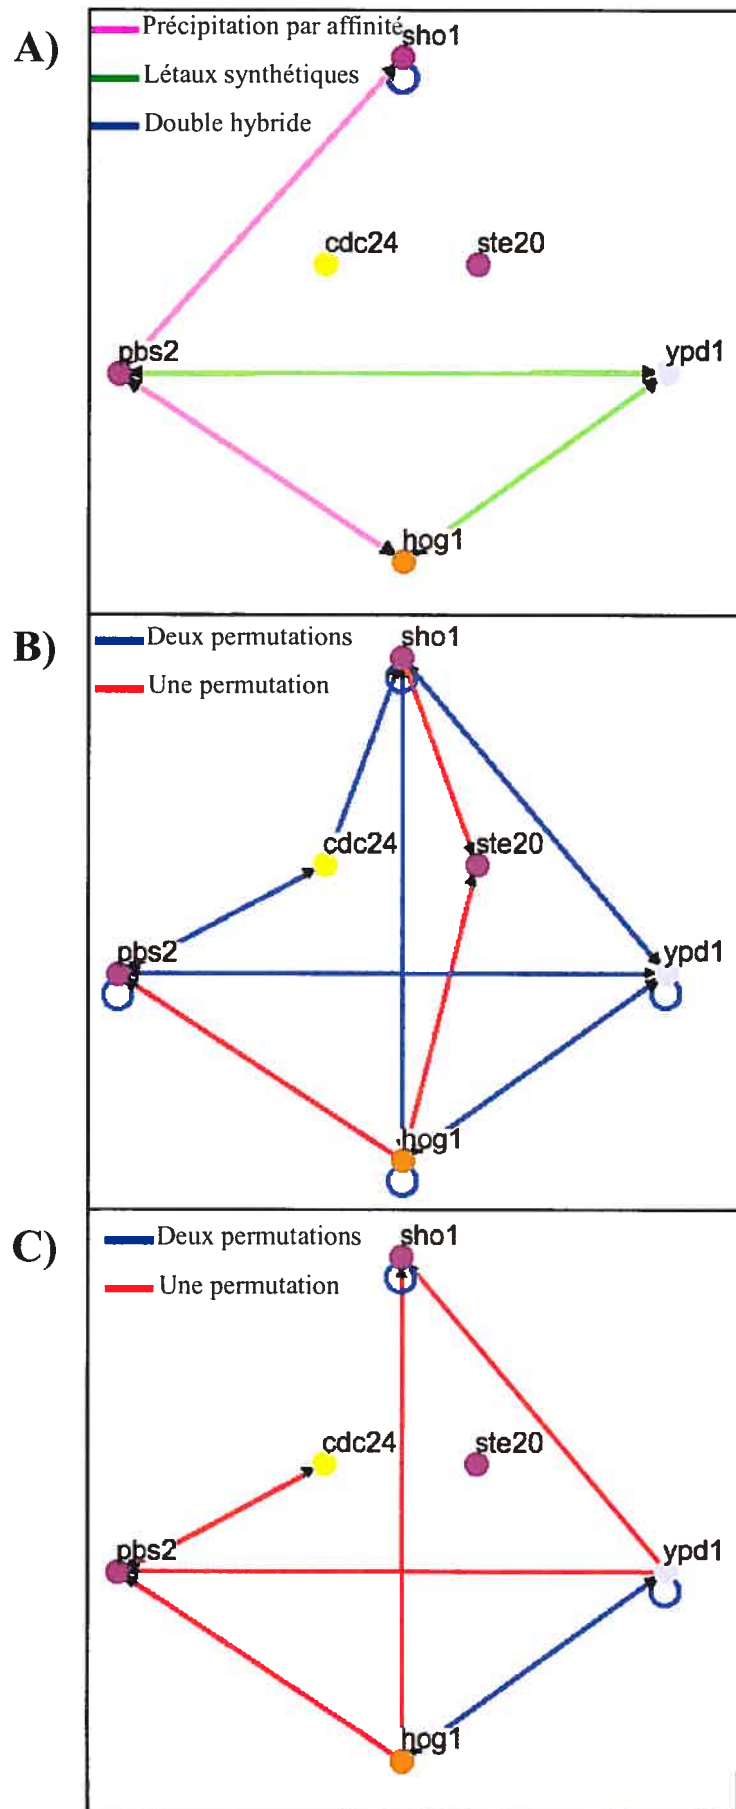 A)
Précipitation par affinité
sho1
Létaux synthétiques
Double hybride
cdc24
ste20
pbs2
ypd1
hog1
B)
Deux permutations
sho1
Une permutation
cdc24
ste20
pbs2
ypd1
hog1
C)
Deux permutations
sho1
Une permutation
cdc24
ste20
pbs2
ypd1
hog1